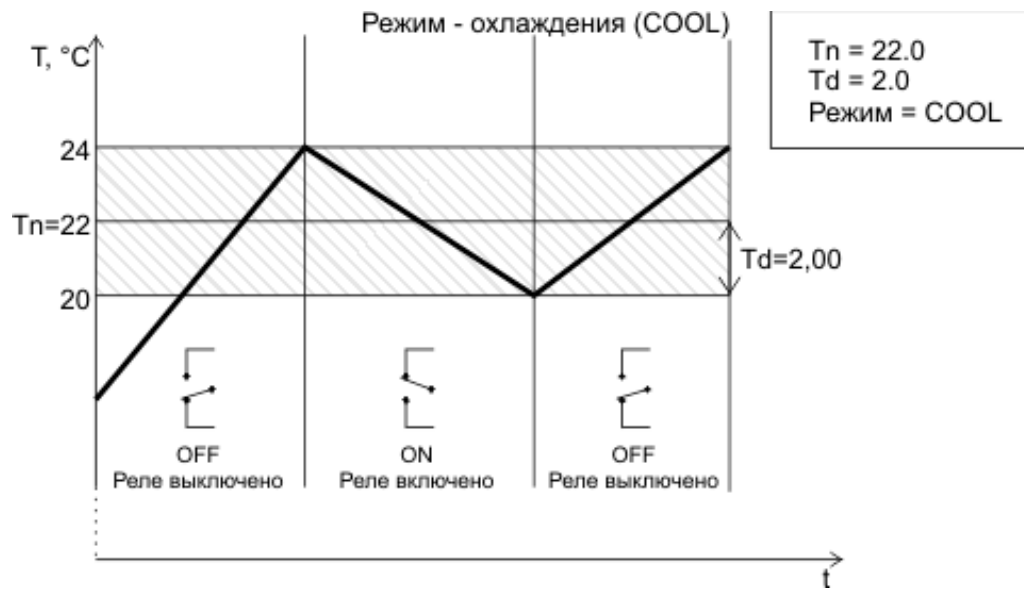 Режим - охлаждения (COOL)
Tn = 22.0
Td = 2.0
Режим = COOL
T, °C
24
Tn=22
Td=2,00
20
OFF
Реле выключено
ON
Реле включено
OFF
Реле выключено
t